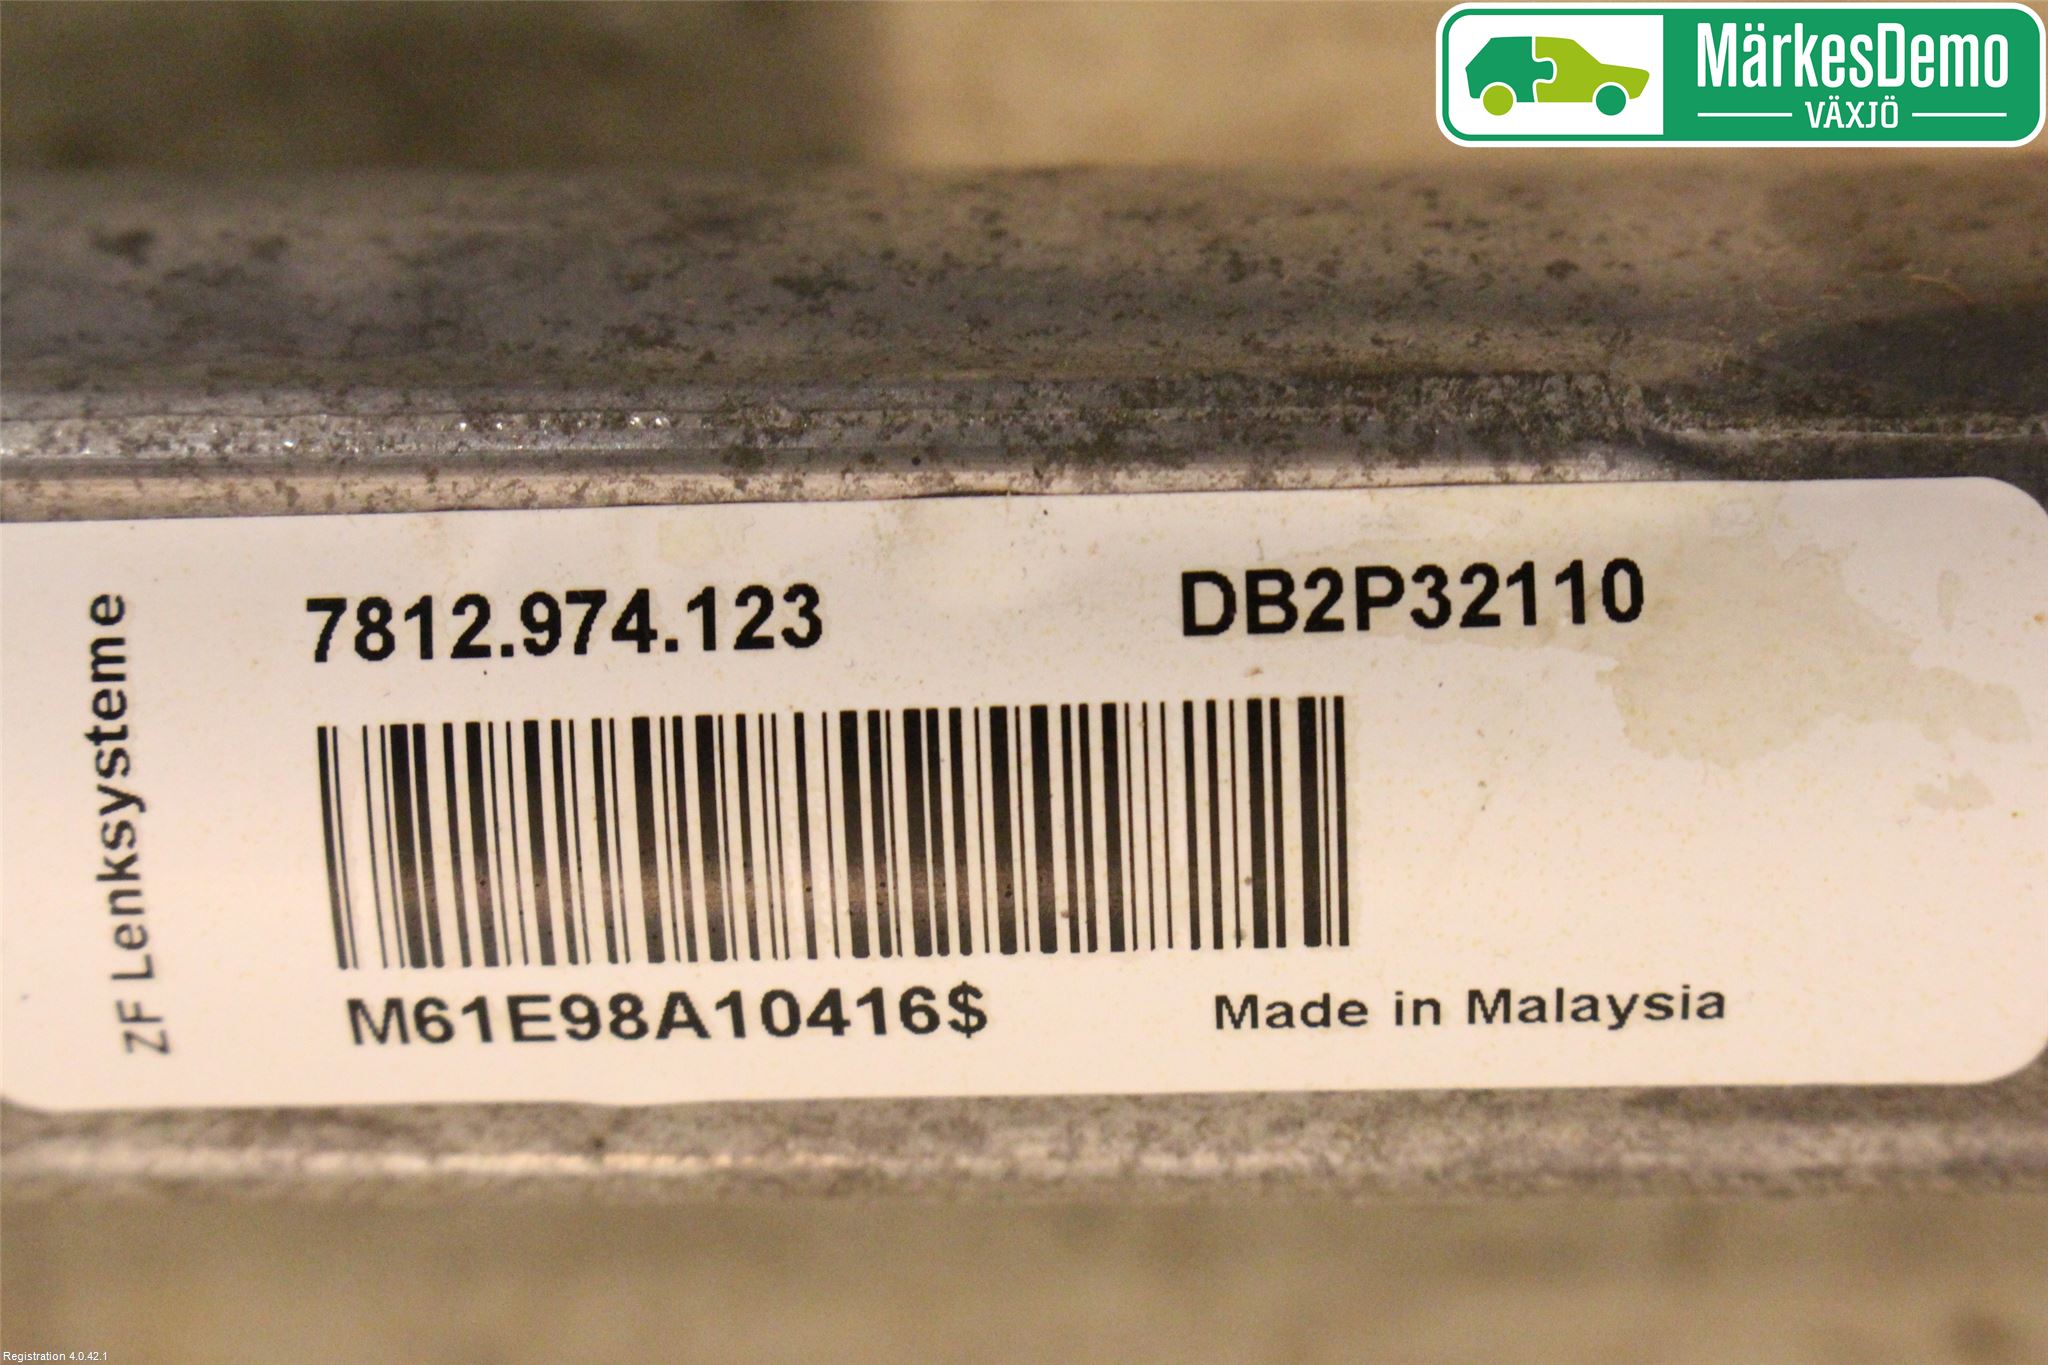 MärkesDemo
VÄXJÖ
7812.974.123 DB2P32110
ZF Lenksysteme
M61E98A10416$ Made in Malaysia
Registration 4.0.42.1